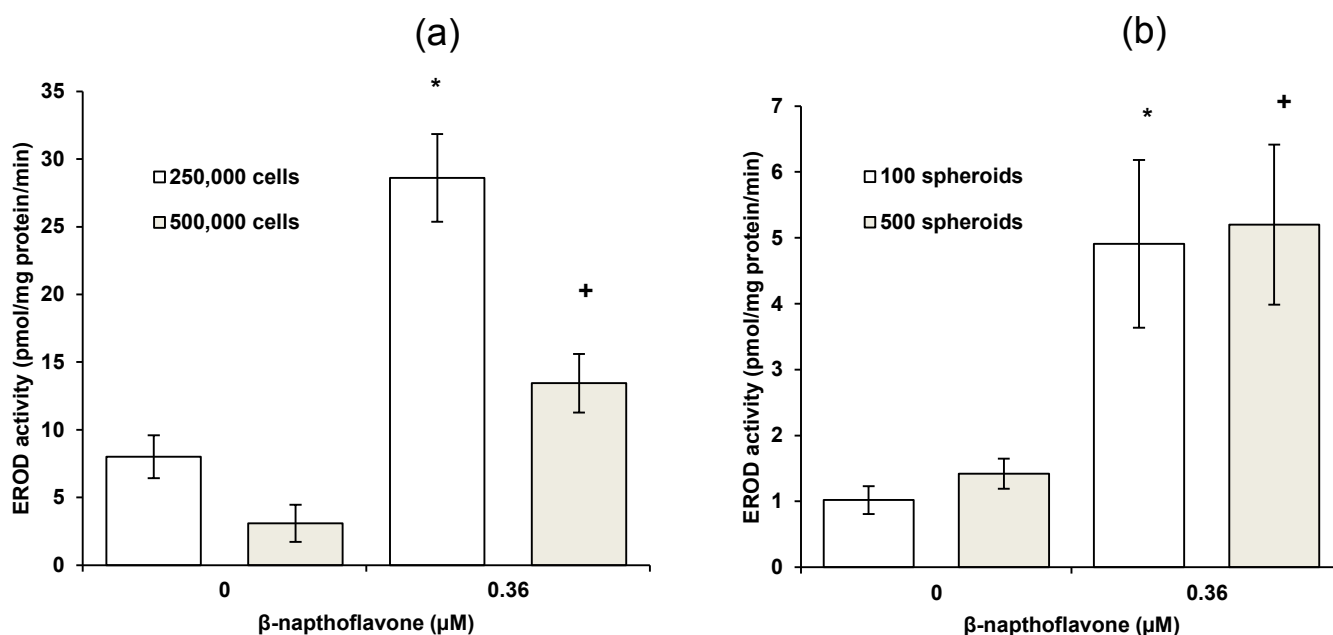 (a)
EROD activity (pmol/mg protein/min)
35
30
25
20
15
10
5
0
250,000 cells
500,000 cells
*
+
0
0.36
β-napthoflavone (µM)
(b)
EROD activity (pmol/mg protein/min)
7
6
5
4
3
2
1
0
100 spheroids
500 spheroids
*
+
0
0.36
β-napthoflavone (µM)